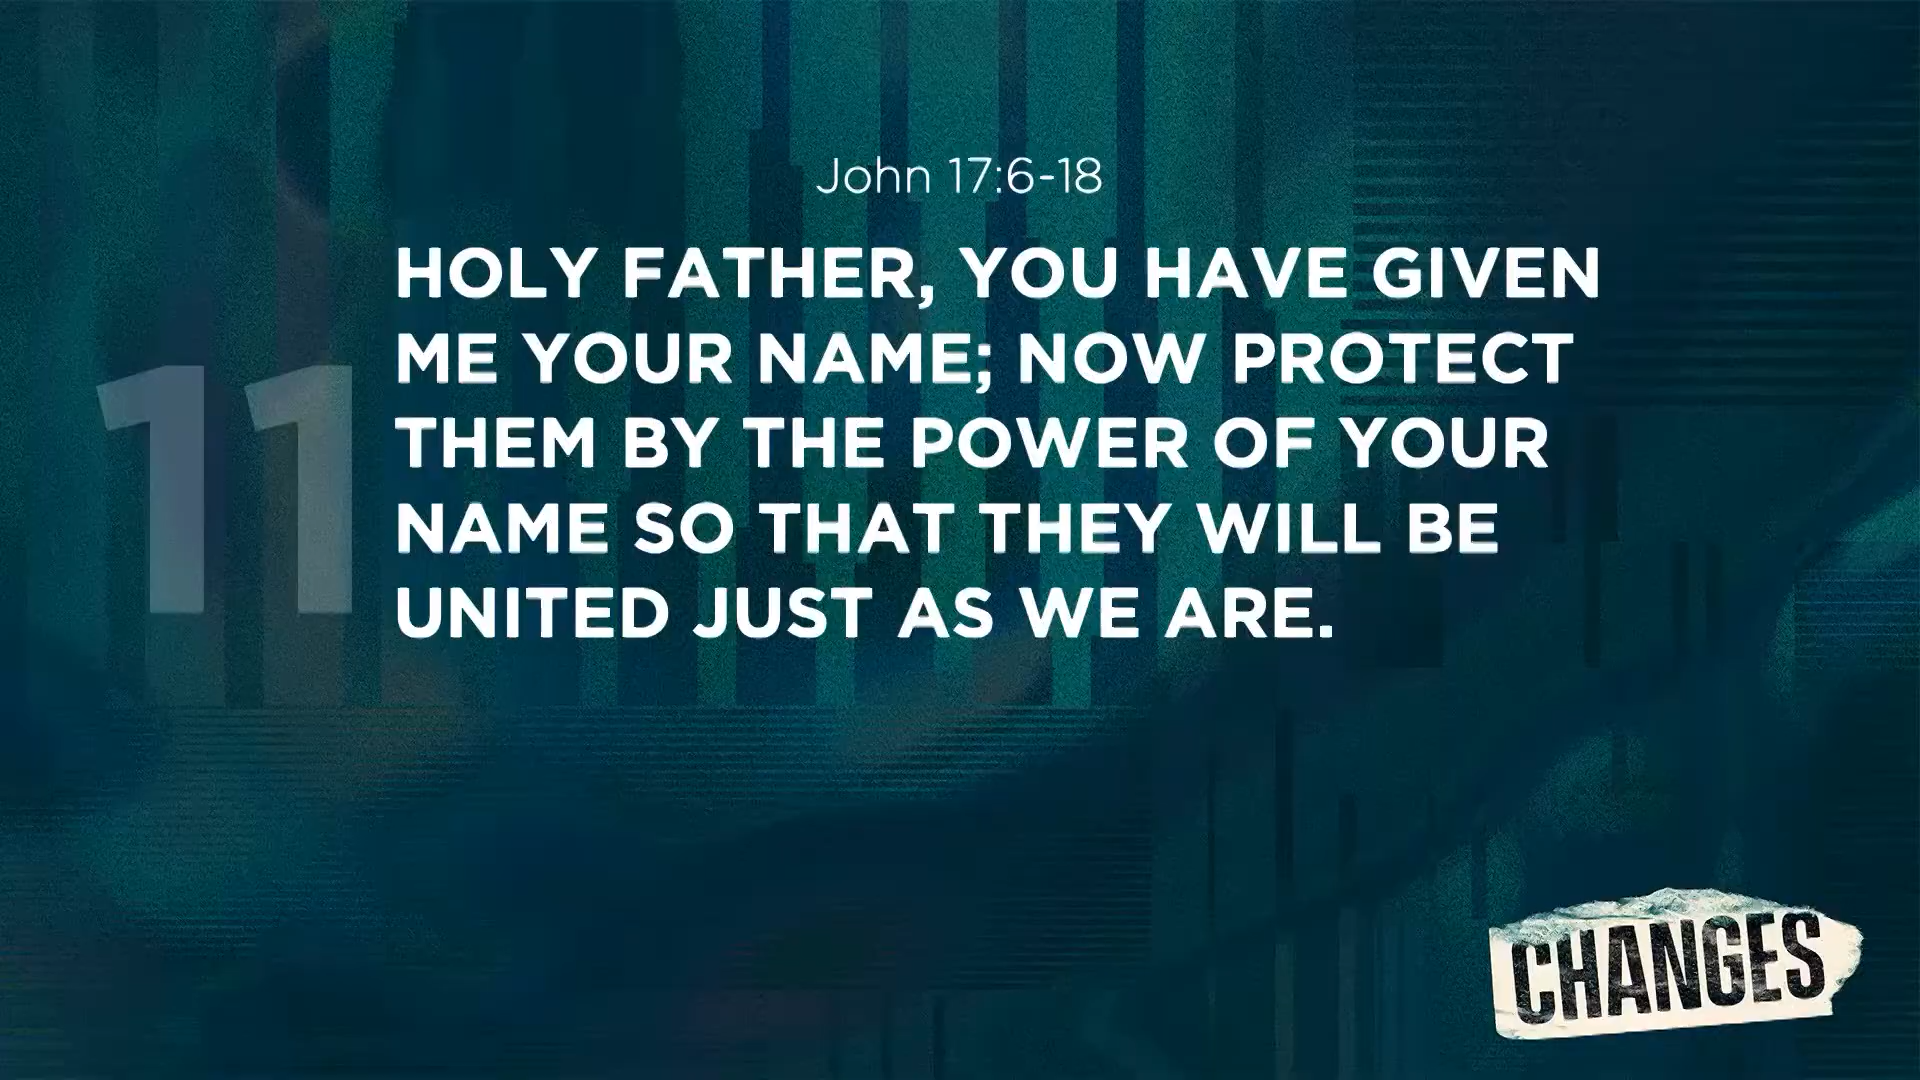 John 17:6-18
11
HOLY FATHER, YOU HAVE GIVEN
ME YOUR NAME; NOW PROTECT
THEM BY THE POWER OF YOUR
NAME SO THAT THEY WILL BE
UNITED JUST AS WE ARE.
CHANGES